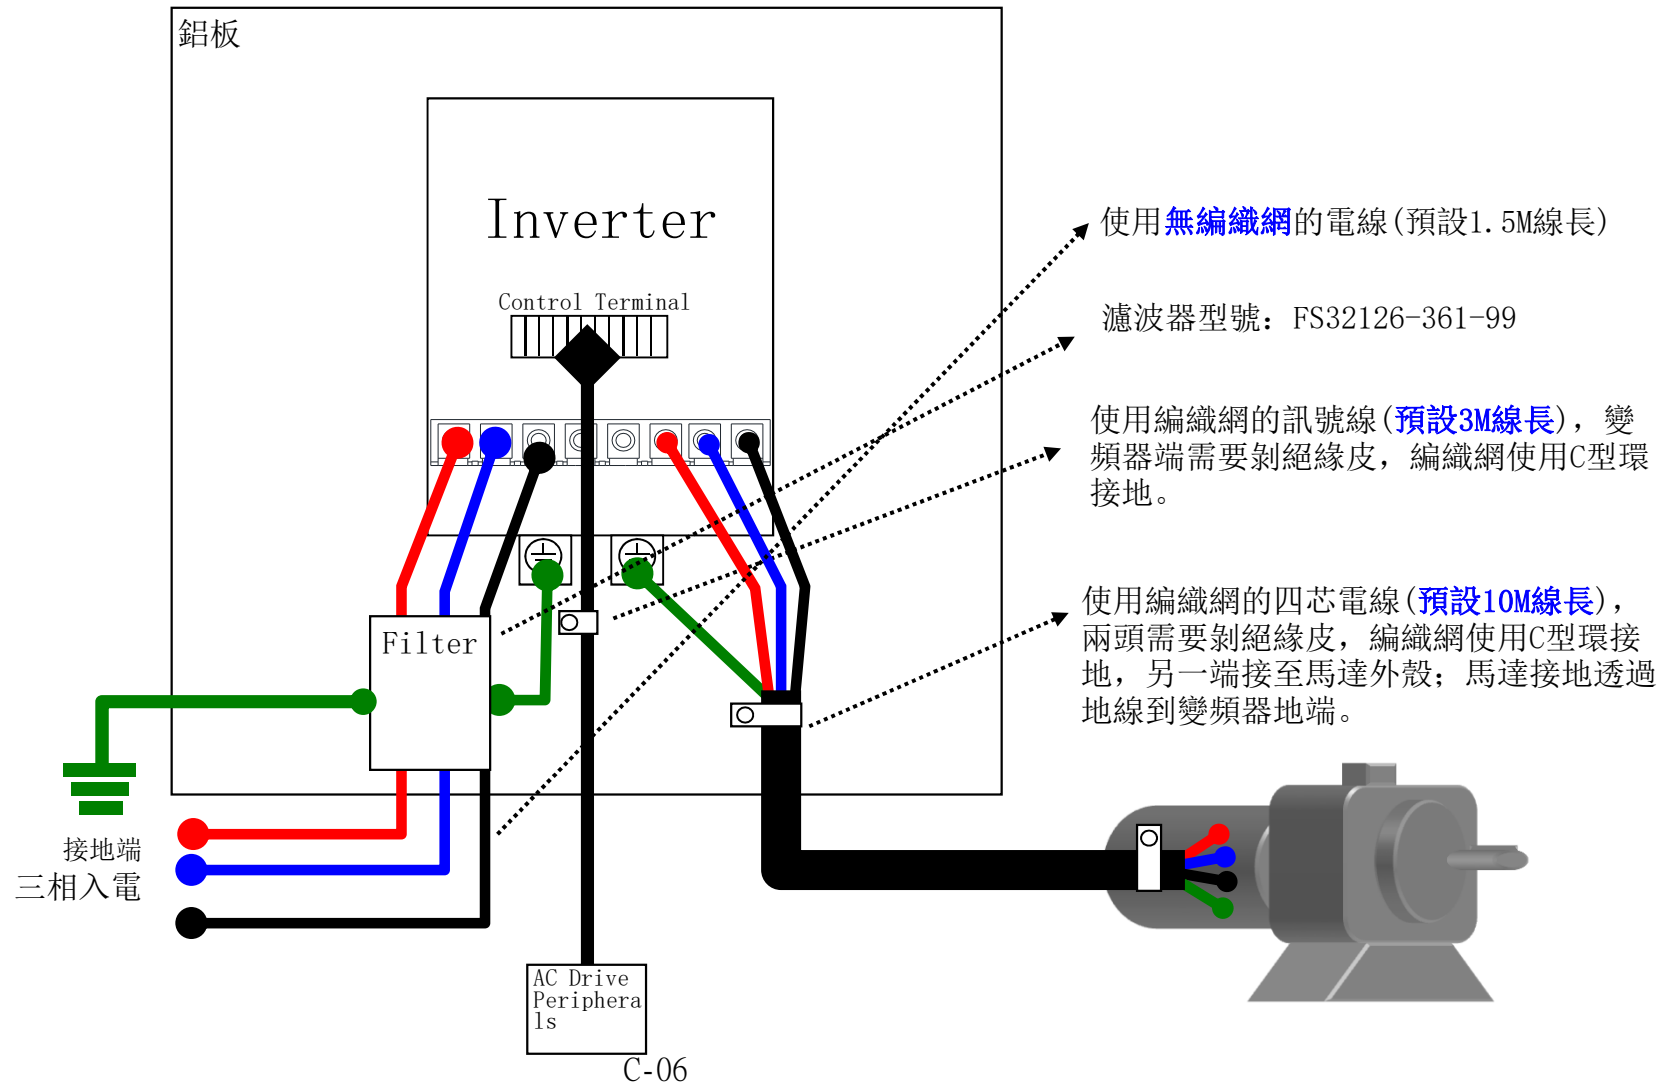 鋁板
Inverter
Control Terminal
使用無編織網的電線(預設1.5M線長)
濾波器型號：FS32126-361-99
使用編織網的訊號線(預設3M線長)，變
頻器端需要剝絕緣皮，編織網使用C型環
接地。
使用編織網的四芯電線(預設10M線長)，
兩頭需要剝絕緣皮，編織網使用C型環接
地，另一端接至馬達外殼；馬達接地透過
地線到變頻器地端。
Filter
接地端
三相入電
AC Drive
Periphera
ls
C-06